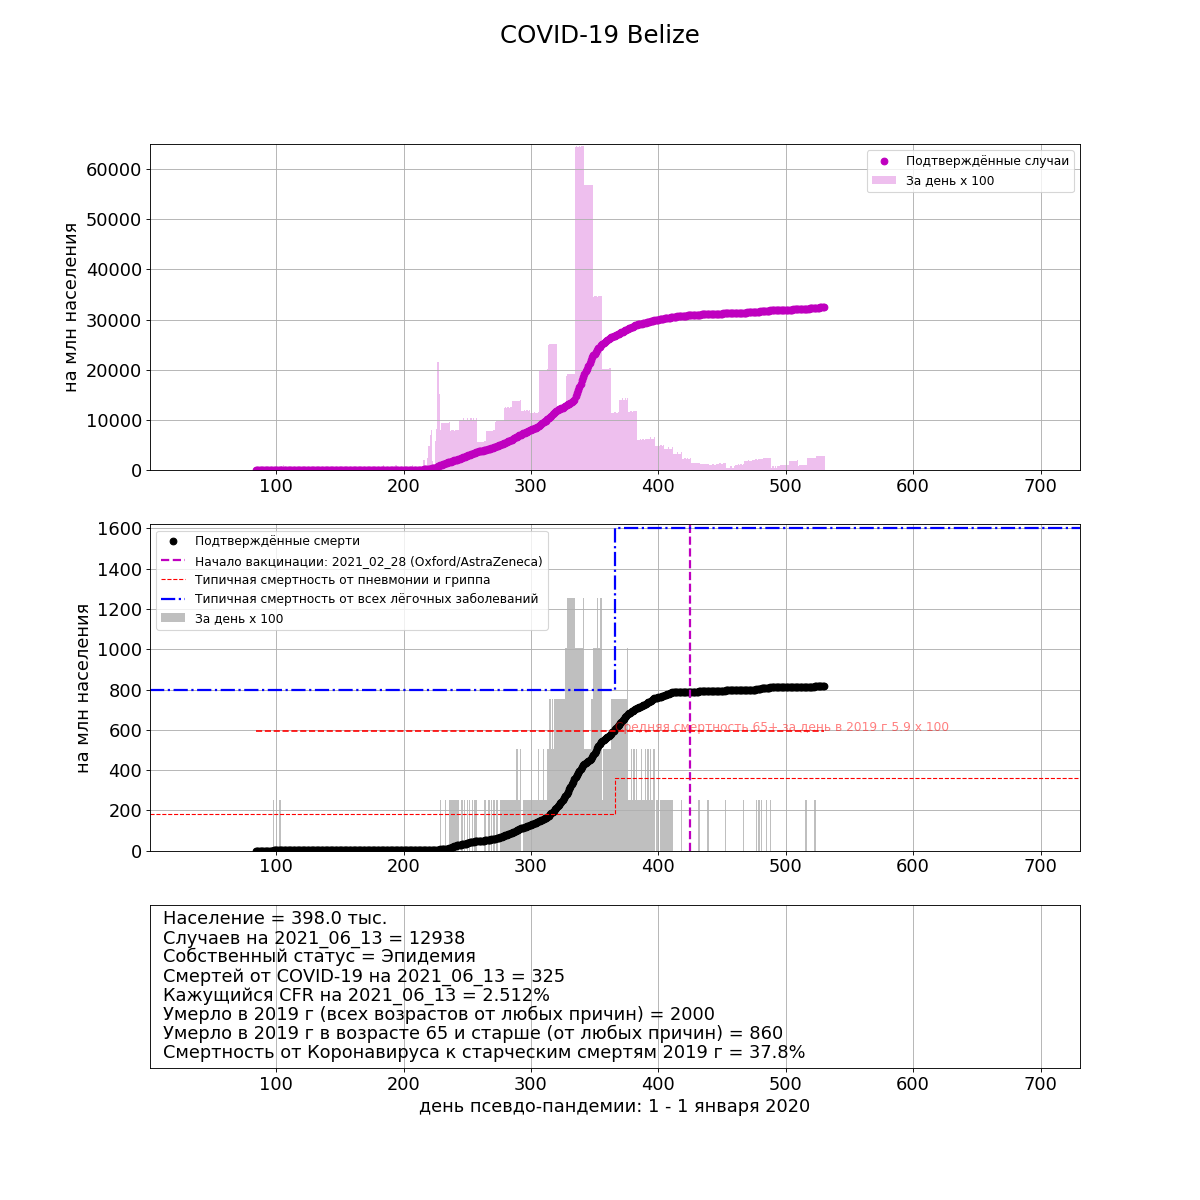 COVID-19 Belize
60000
50000
40000
30000
20000
10000
0
на млн населения
Подтверждённые случаи
За день x 100
100 200 300 400 500 600 700
1600
1400
1200
1000
800
600
400
200
0
на млн населения
Подтверждённые смерти
Начало вакцинации: 2021_02_28 (Oxford/AstraZeneca)
Типичная смертность от пневмонии и гриппа
Типичная смертность от всех лёгочных заболеваний
За день x 100
Средняя смертность 65+ за день в 2019 г 5.9 x 100
100 200 300 400 500 600 700
Население = 398.0 тыс.
Случаев на 2021_06_13 = 12938
Собственный статус = Эпидемия
Смертей от COVID-19 на 2021_06_13 = 325
Кажущийся CFR на 2021_06_13 = 2.512%
Умерло в 2019 г (всех возрастов от любых причин) = 2000
Умерло в 2019 г в возрасте 65 и старше (от любых причин) = 860
Смертность от Коронавируса к старческим смертям 2019 г = 37.8%
100 200 300 400 500 600 700
день псевдо-пандемии: 1 - 1 января 2020